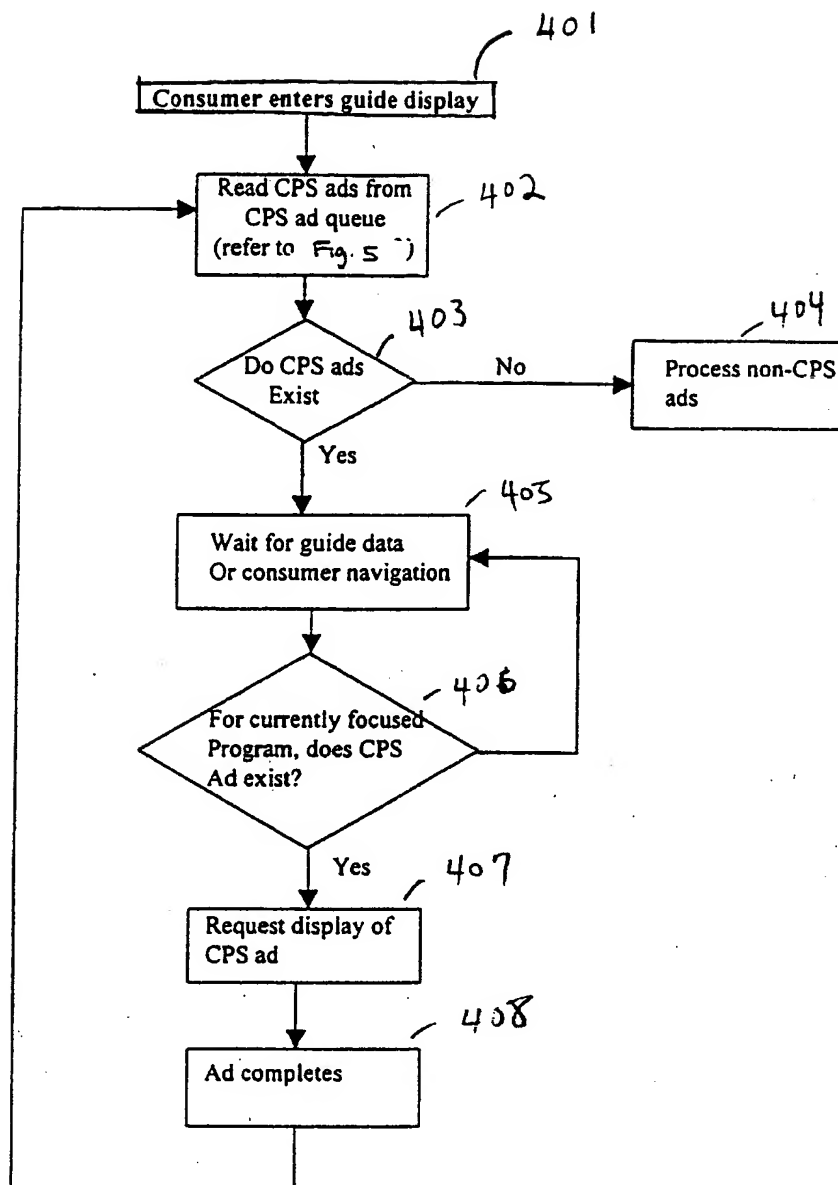 401
Consumer enters guide display
Read CPS ads from
CPS ad queue
(refer to Fig. 5 )
402
403
Do CPS ads
Exist
No
404
Process non-CPS
ads
Yes
405
Wait for guide data
Or consumer navigation
406
For currently focused
Program, does CPS
Ad exist?
Yes
407
Request display of
CPS ad
408
Ad completes